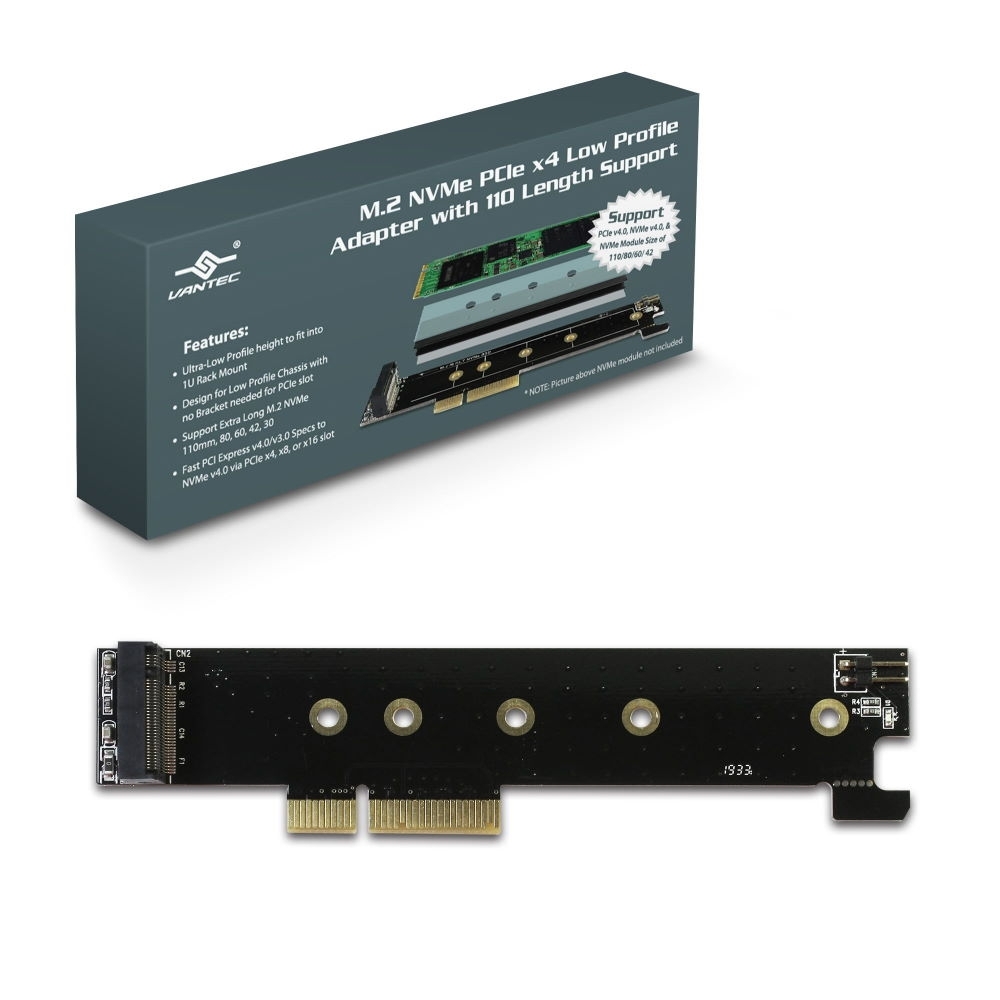 M.2 NVMe PCIe x4 Low Profile
Adapter with 110 Length Support
Support
PCIe v4.0, NVMe v4.0, &
NVMe Module Size of
110/80/60/ 42
®
VANTEC
Features:
• Ultra-Low Profile height to fit into
1U Rack Mount
• Design for Low Profile Chassis with
no Bracket needed for PCIe slot
• Support Extra Long M.2 NVMe
110mm, 80, 60, 42, 30
• Fast PCI Express v4.0/v3.0 Specs to
NVMe v4.0 via PCIe x4, x8, or x16 slot
* NOTE: Picture above NVMe module not included
CN2
C13
R2
R1
C14
F1
+
R4
R3
1933